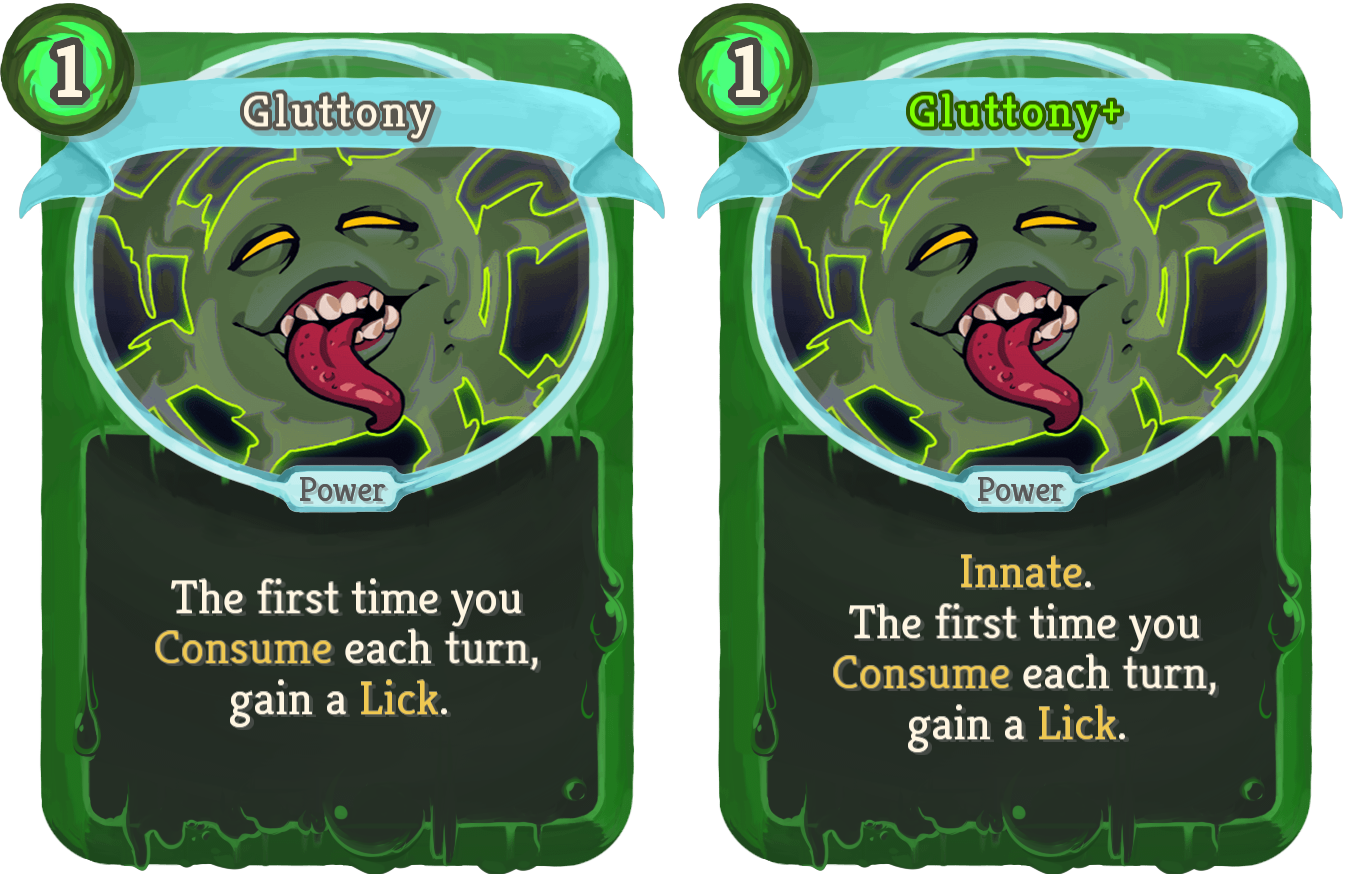 1
Gluttony
Power
The first time you
Consume each turn,
gain a Lick.
1
Gluttony+
Power
Innate.
The first time you
Consume each turn,
gain a Lick.